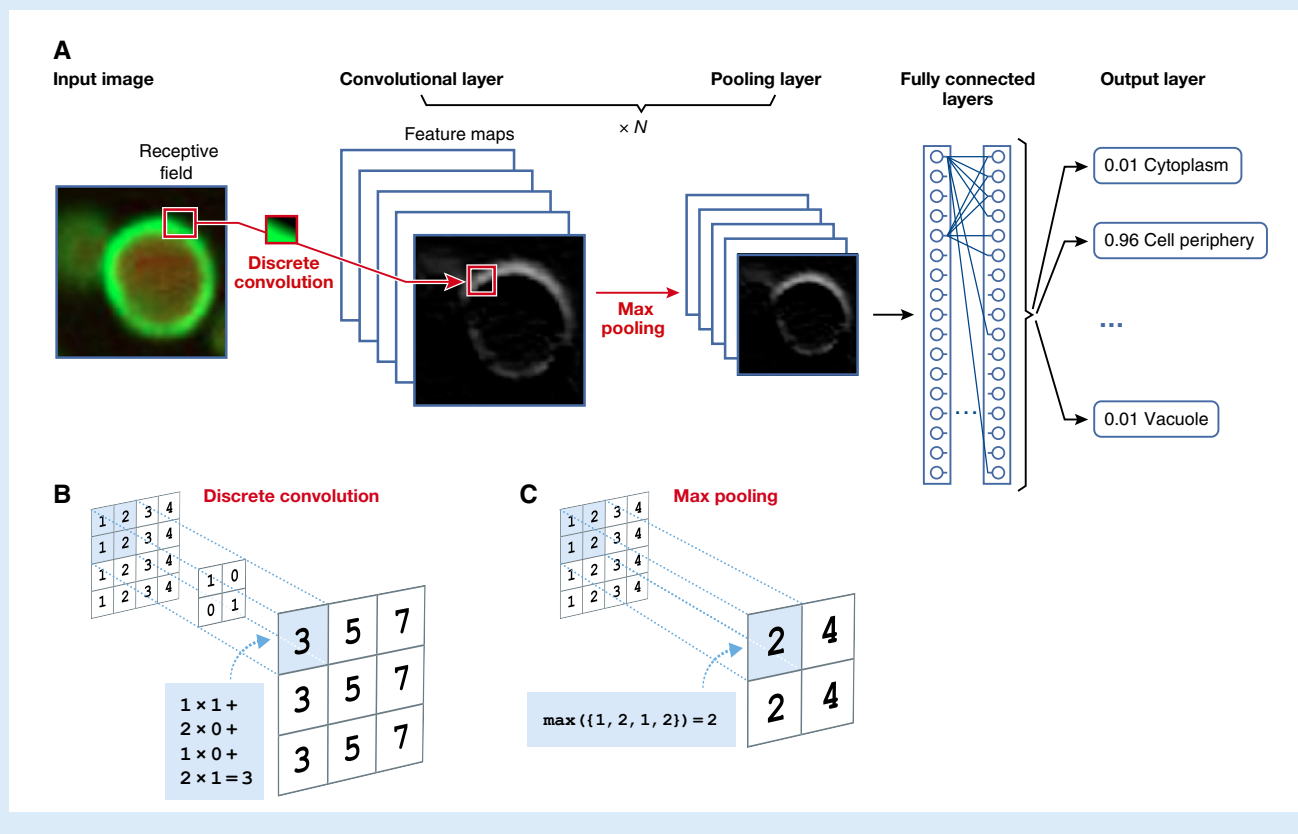 A
Input image
Convolutional layer
Pooling layer
Fully connected
layers
Output layer
× N
Feature maps
Receptive
field
Discrete
convolution
Max
pooling
0.01 Cytoplasm
0.96 Cell periphery
...
0.01 Vacuole
...
B
Discrete convolution
1 2 3 4
1 2 3 4
1 2 3 4
1 2 3 4
1 0
0 1
3 5 7
3 5 7
3 5 7
1 × 1 +
2 × 0 +
1 × 0 +
2 × 1 = 3
C
Max pooling
1 2 3 4
1 2 3 4
1 2 3 4
1 2 3 4
2 4
2 4
max ({1, 2, 1, 2}) = 2